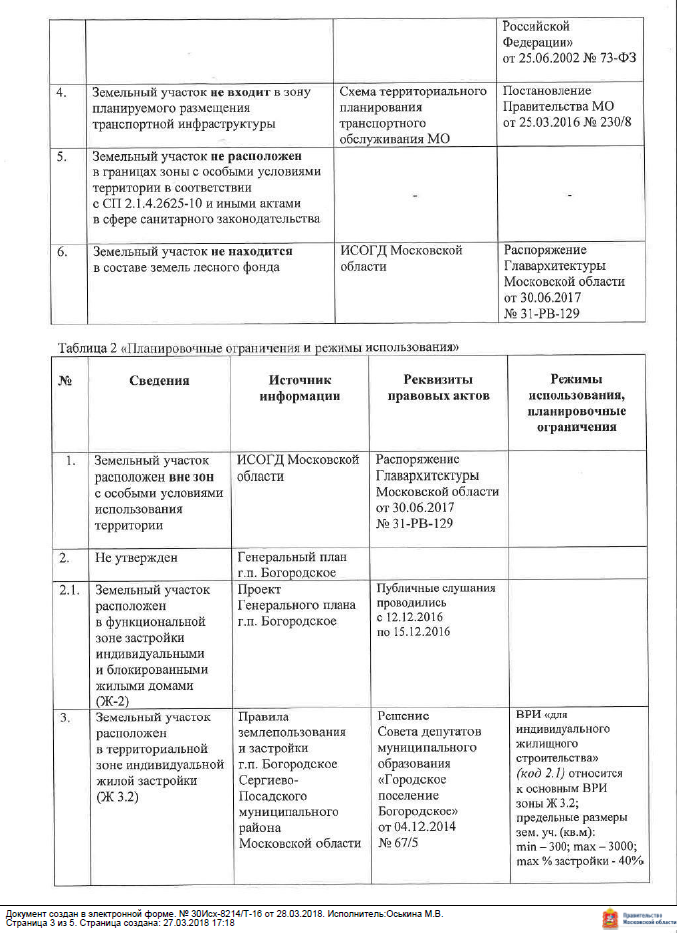 Российской
Федерации»
от 25.06.2002 № 73-ФЗ
4.
Земельный участок не входит в зону
планируемого размещения
транспортной инфраструктуры
Схема территориального
планирования
транспортного
обслуживания МО
Постановление
Правительства МО
от 25.03.2016 № 230/8
5.
Земельный участок не расположен
в границах зоны с особыми условиями
территории в соответствии
с СП 2.1.4.2625-10 и иными актами
в сфере санитарного законодательства
-
-
6.
Земельный участок не находится
в составе земель лесного фонда
ИСОГД Московской
области
Распоряжение
Главархитектуры
Московской области
от 30.06.2017
№ 31-РВ-129
Таблица 2 «Планировочные ограничения и режимы использования»
№
Сведения
Источник
информации
Реквизиты
правовых актов
Режимы
использования,
планировочные
ограничения
1.
Земельный участок
расположен вне зон
с особыми условиями
использования
территории
ИСОГД Московской
области
Распоряжение
Главархитектуры
Московской области
от 30.06.2017
№ 31-РВ-129
2.
Не утвержден
Генеральный план
г.п. Богородское
2.1.
Земельный участок
расположен
в функциональной
зоне застройки
индивидуальными
и блокированными
жилыми домами
(Ж-2)
Проект
Генерального плана
г.п. Богородское
Публичные слушания
проводились
с 12.12.2016
по 15.12.2016
3.
Земельный участок
расположен
в территориальной
зоне индивидуальной
жилой застройки
(Ж 3.2)
Правила
землепользования
и застройки
г.п. Богородское
Сергиево-
Посадского
муниципального
района
Московской области
Решение
Совета депутатов
муниципального
образования
«Городское
поселение
Богородское»
от 04.12.2014
№ 67/5
ВРИ «для
индивидуального
жилищного
строительства»
(код 2.1) относится
к основным ВРИ
зоны Ж 3.2;
предельные размеры
зем. уч. (кв.м):
min – 300; max – 3000;
max % застройки - 40%
Документ создан в электронной форме. № 30Исх-8214/Т-16 от 28.03.2018. Исполнитель:Оськина М.В.
Страница 3 из 5. Страница создана: 27.03.2018 17:18
Правительство
Московской области